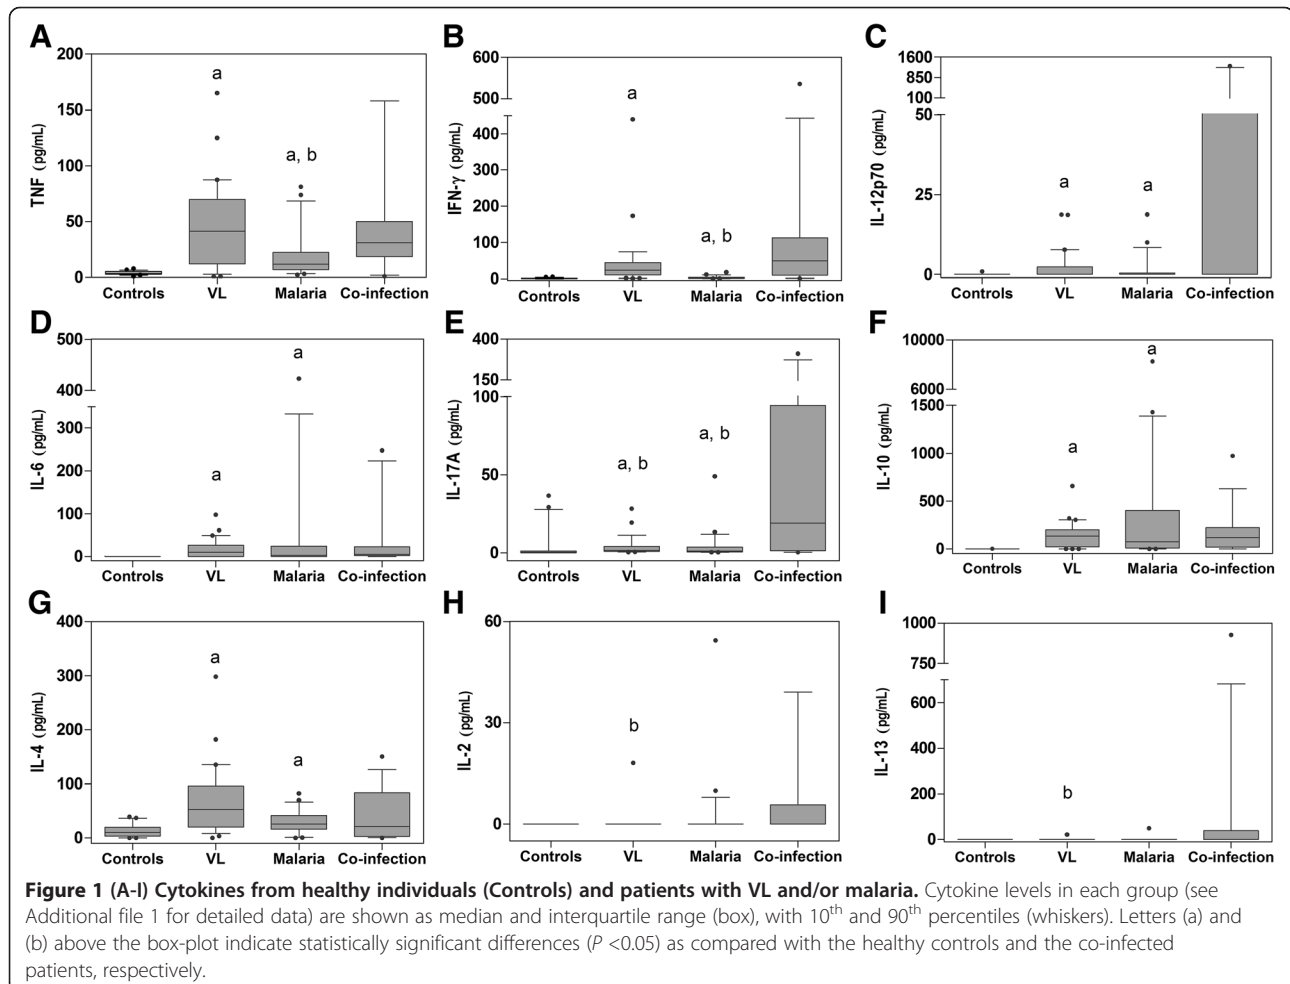 A
200
150
100
50
0
TNF (pg/mL)
a
a, b
Controls VL Malaria Co-infection
B
600
500
400
300
200
100
0
IFN-γ (pg/mL)
a
a, b
Controls VL Malaria Co-infection
C
1600
850
100
50
25
0
IL-12p70 (pg/mL)
a
a
Controls VL Malaria Co-infection
D
500
400
300
200
100
0
IL-6 (pg/mL)
a
a
Controls VL Malaria Co-infection
E
400
150
100
50
0
IL-17A (pg/mL)
a, b
a, b
Controls VL Malaria Co-infection
F
10000
6000
1500
1000
500
0
IL-10 (pg/mL)
a
a
Controls VL Malaria Co-infection
G
400
300
200
100
0
IL-4 (pg/mL)
a
a
Controls VL Malaria Co-infection
H
60
30
0
IL-2 (pg/mL)
b
Controls VL Malaria Co-infection
I
1000
750
600
400
200
0
IL-13 (pg/mL)
b
Controls VL Malaria Co-infection
Figure 1 (A-I) Cytokines from healthy individuals (Controls) and patients with VL and/or malaria. Cytokine levels in each group (see
Additional file 1 for detailed data) are shown as median and interquartile range (box), with 10th and 90th percentiles (whiskers). Letters (a) and
(b) above the box-plot indicate statistically significant differences (P <0.05) as compared with the healthy controls and the co-infected
patients, respectively.